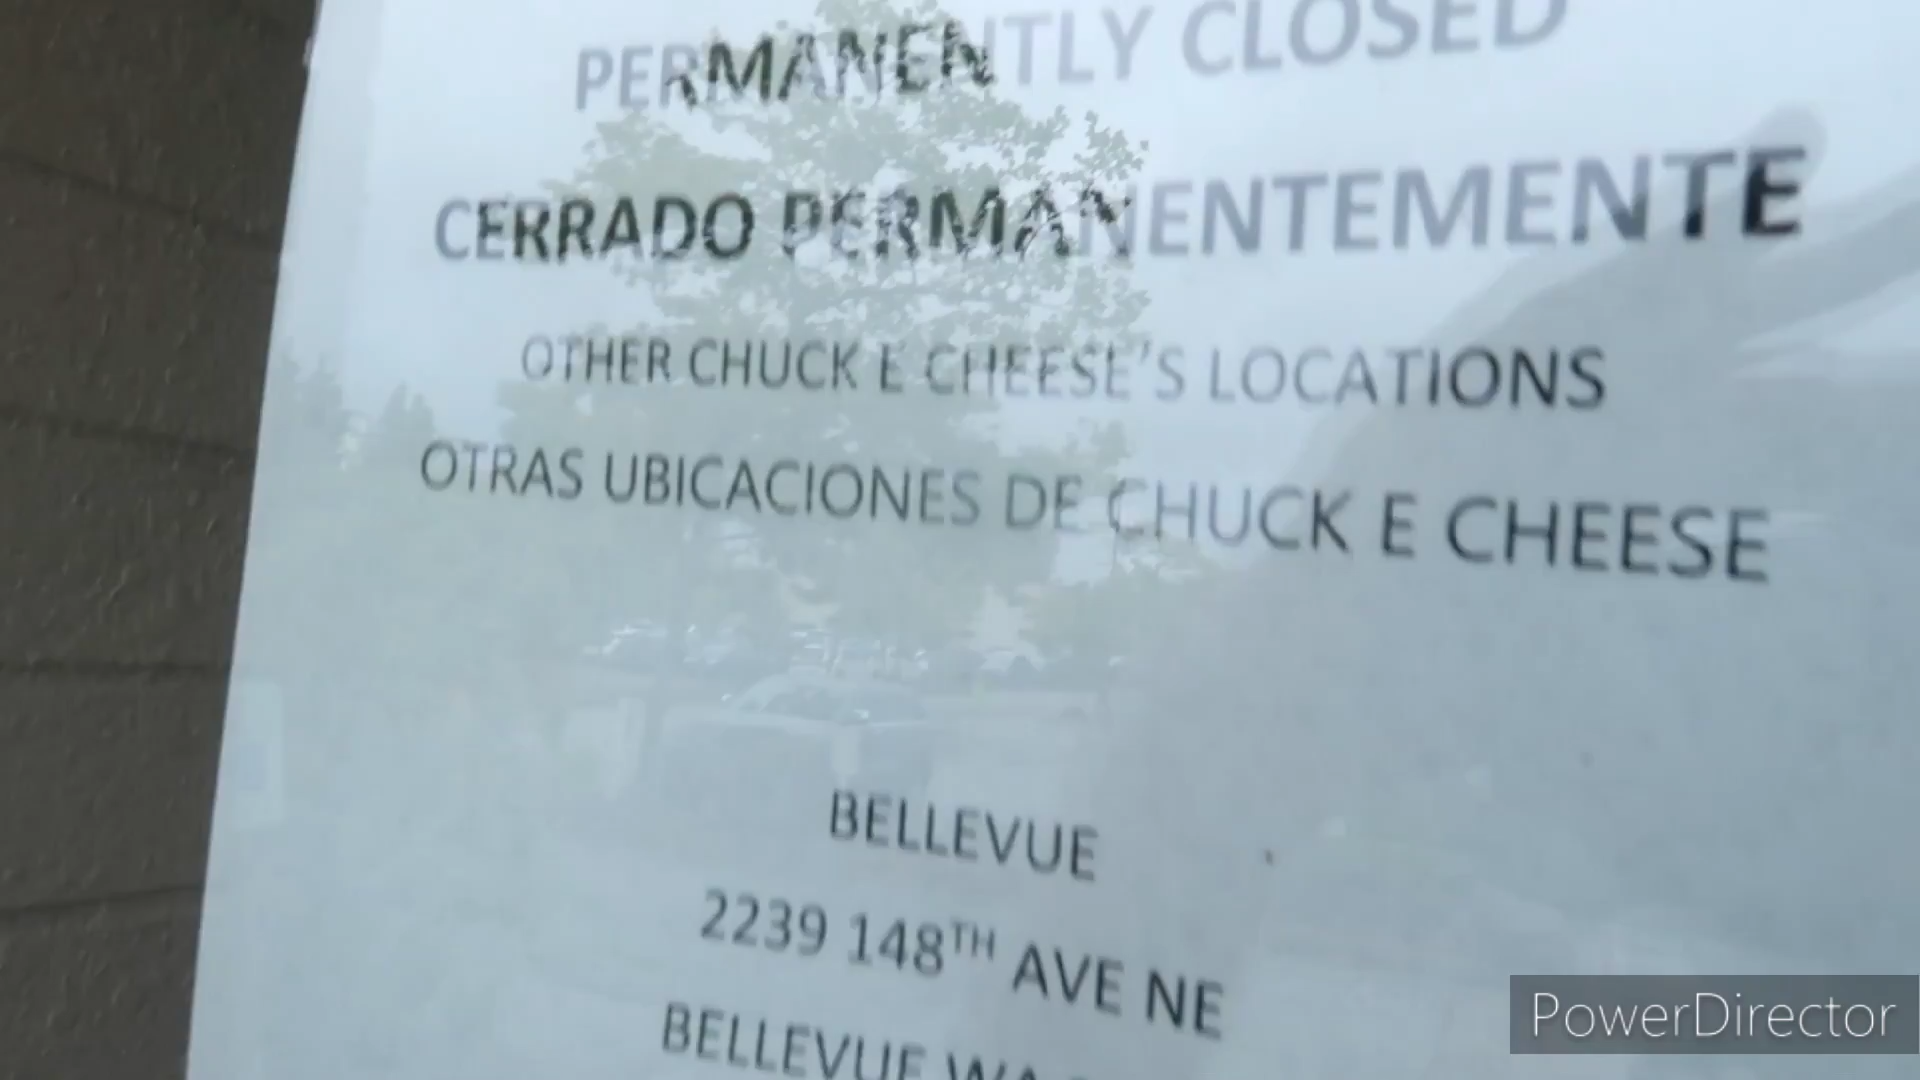 PERMANENTLY CLOSED
CERRADO PERMANENTEMENTE
OTHER CHUCK E CHEESE'S LOCATIONS
OTRAS UBICACIONES DE CHUCK E CHEESE
BELLEVUE
2239 148TH AVE NE
BELLEVUE
PowerDirector